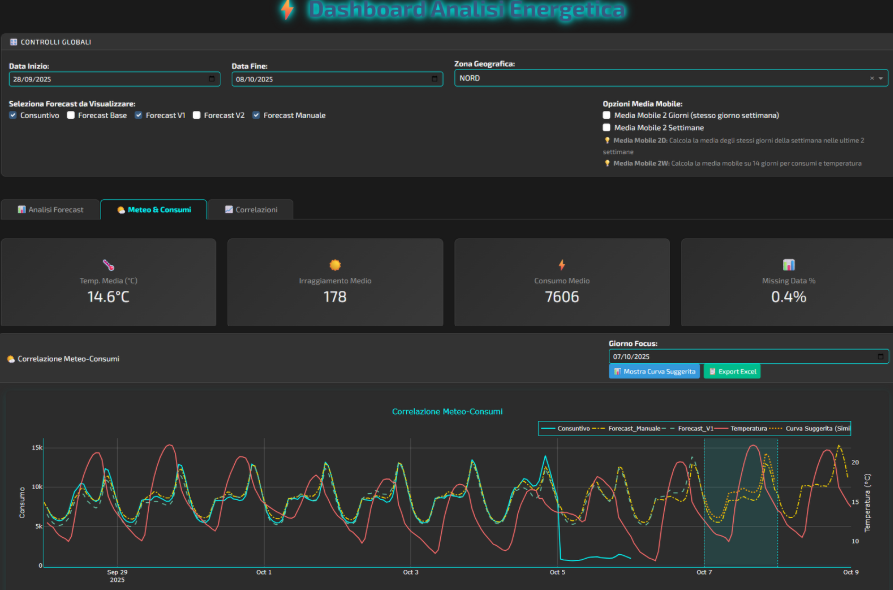 Dashboard Analisi Energetica
CONTROLLI GLOBALI
Data Inizio:
28/09/2025
Data Fine:
08/10/2025
Zona Geografica:
NORD
Seleziona Forecast da Visualizzare:
Consuntivo Forecast Base Forecast V1 Forecast V2 Forecast Manuale
Opzioni Media Mobile:
Media Mobile 2 Giorni (stesso giorno settimana)
Media Mobile 2 Settimane
Media Mobile 2D: Calcola la media degli stessi giorni della settimana nelle ultime 2
settimane
Media Mobile 2W: Calcola la media mobile su 14 giorni per consumi e temperatura
Analisi Forecast
Meteo & Consumi
Correlazioni
Temp. Media (°C)
14.6°C
Irraggiamento Medio
178
Consumo Medio
7606
Missing Data %
0.4%
Correlazione Meteo-Consumi
Giorno Focus:
07/10/2025
Mostra Curva Suggerita
Export Excel
Correlazione Meteo-Consumi
Consuntivo Forecast_Manuale Forecast_V1 Temperatura Curva Suggerita (Simi
15k
10k
5k
0
Consumo
20
15
10
Temperatura (°C)
Sep 29
2025
Oct 1
Oct 3
Oct 5
Oct 7
Oct 9